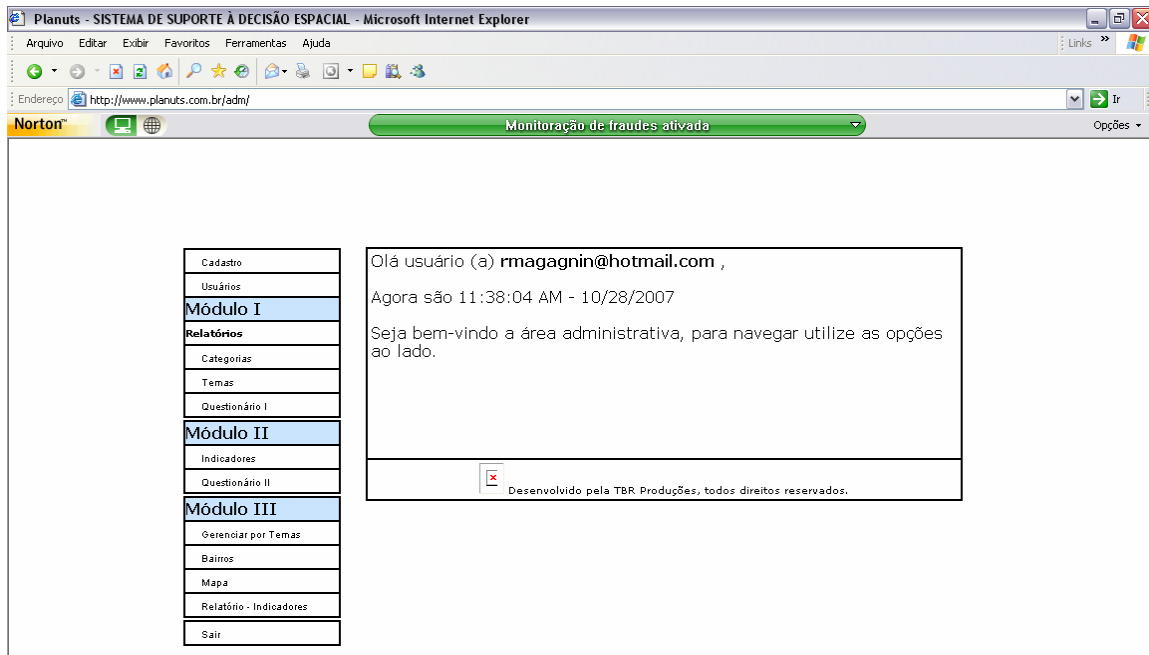 Planuts - SISTEMA DE SUPORTE À DECISÃO ESPACIAL - Microsoft Internet Explorer
Arquivo Editar Exibir Favoritos Ferramentas Ajuda
Links »
Endereço http://www.planuts.com.br/adm/ Ir
Norton™ Monitoração de fraudes ativada Opções
Cadastro
Usuários
Módulo I
Relatórios
Categorias
Temas
Questionário I
Módulo II
Indicadores
Questionário II
Módulo III
Gerenciar por Temas
Bairros
Mapa
Relatório - Indicadores
Sair
Olá usuário (a) rmagagnin@hotmail.com ,
Agora são 11:38:04 AM - 10/28/2007
Seja bem-vindo a área administrativa, para navegar utilize as opções
ao lado.
Desenvolvido pela TBR Produções, todos direitos reservados.